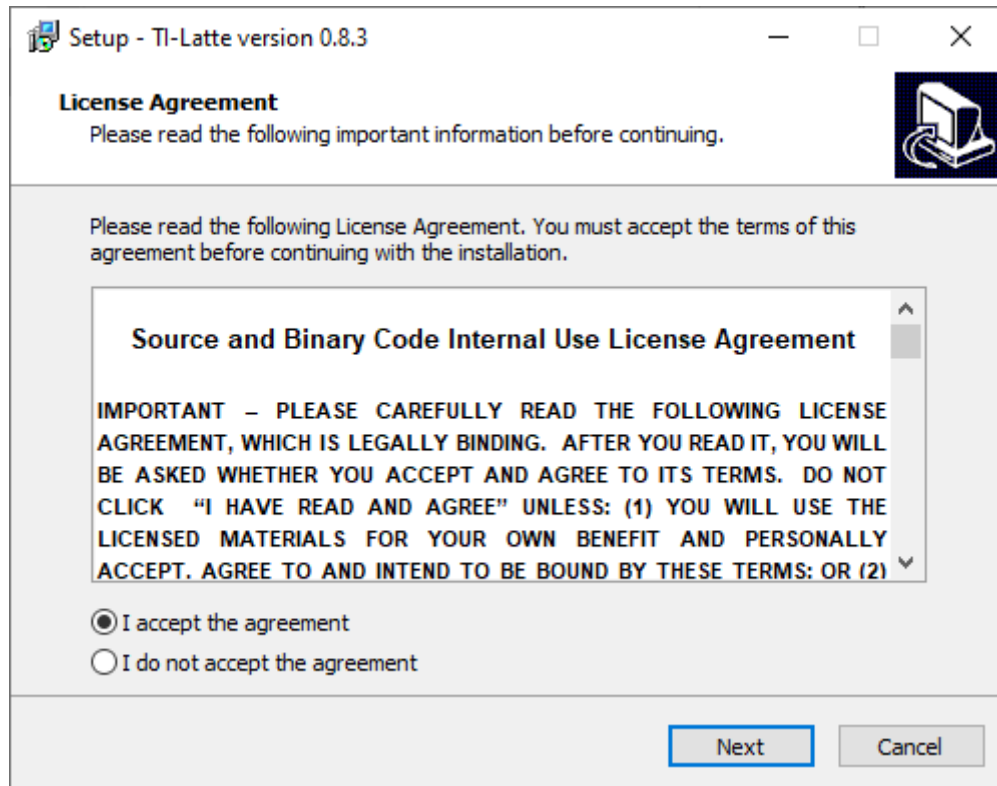 Setup - TI-Latte version 0.8.3
License Agreement
Please read the following important information before continuing.
Please read the following License Agreement. You must accept the terms of this
agreement before continuing with the installation.
Source and Binary Code Internal Use License Agreement
IMPORTANT – PLEASE CAREFULLY READ THE FOLLOWING LICENSE
AGREEMENT, WHICH IS LEGALLY BINDING. AFTER YOU READ IT, YOU WILL
BE ASKED WHETHER YOU ACCEPT AND AGREE TO ITS TERMS. DO NOT
CLICK “I HAVE READ AND AGREE” UNLESS: (1) YOU WILL USE THE
LICENSED MATERIALS FOR YOUR OWN BENEFIT AND PERSONALLY
ACCEPT, AGREE TO AND INTEND TO BE BOUND BY THESE TERMS; OR (2)
I accept the agreement
I do not accept the agreement
Next Cancel